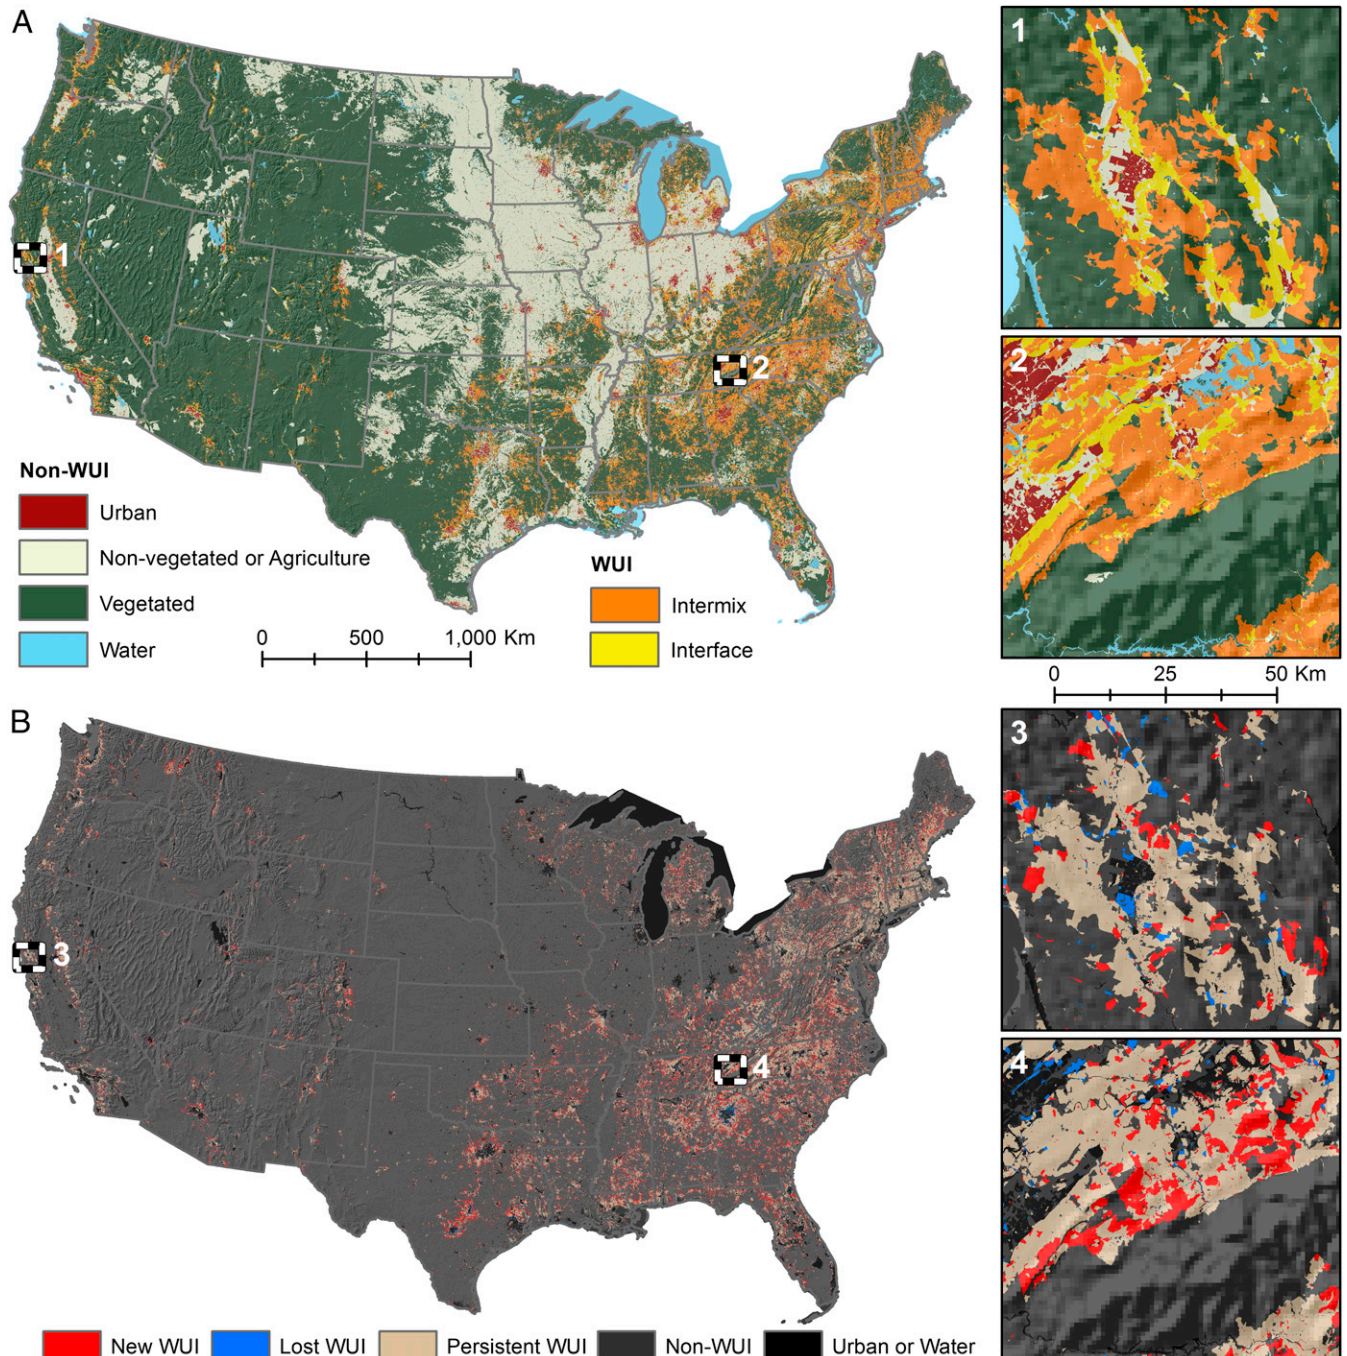 A
1
1
2
2
Non-WUI
Urban
Non-vegetated or Agriculture
Vegetated
Water
0 500 1,000 Km
WUI
Intermix
Interface
0 25 50 Km
B
3
3
4
4
New WUI Lost WUI Persistent WUI Non-WUI Urban or Water